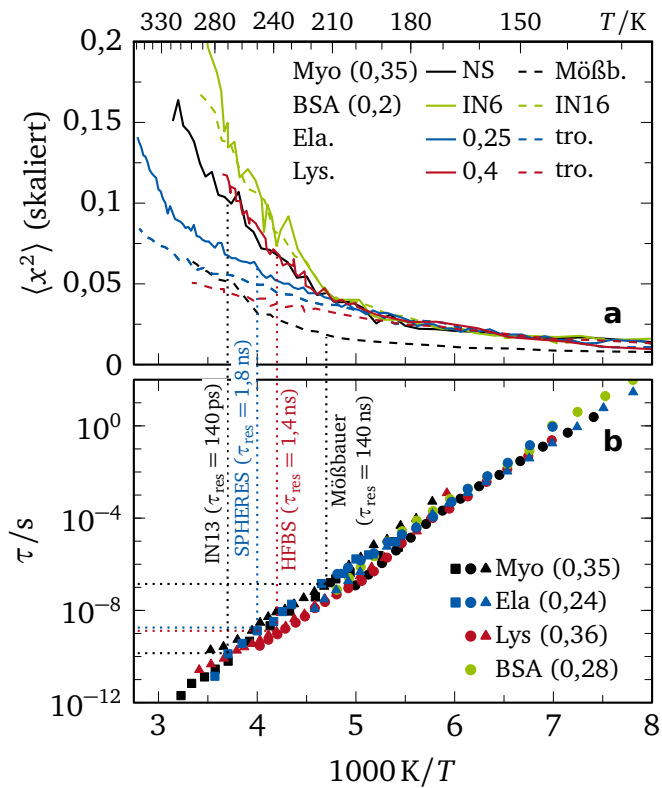 330 280 240 210 180 150 T/K
0,2
0,15
0,1
0,05
0
⟨x²⟩ (skaliert)
Myo (0,35) NS Mößb.
BSA (0,2) IN6 IN16
Ela. 0,25 tro.
Lys. 0,4 tro.
a
IN13 (τres = 140 ps)
SPHERES (τres = 1,8 ns)
HFBS (τres = 1,4 ns)
Mößbauer
(τres = 140 ns)
b
10⁰
10⁻⁴
10⁻⁸
10⁻¹²
τ/s
Myo (0,35)
Ela (0,24)
Lys (0,36)
BSA (0,28)
3 4 5 6 7 8
1000 K/T